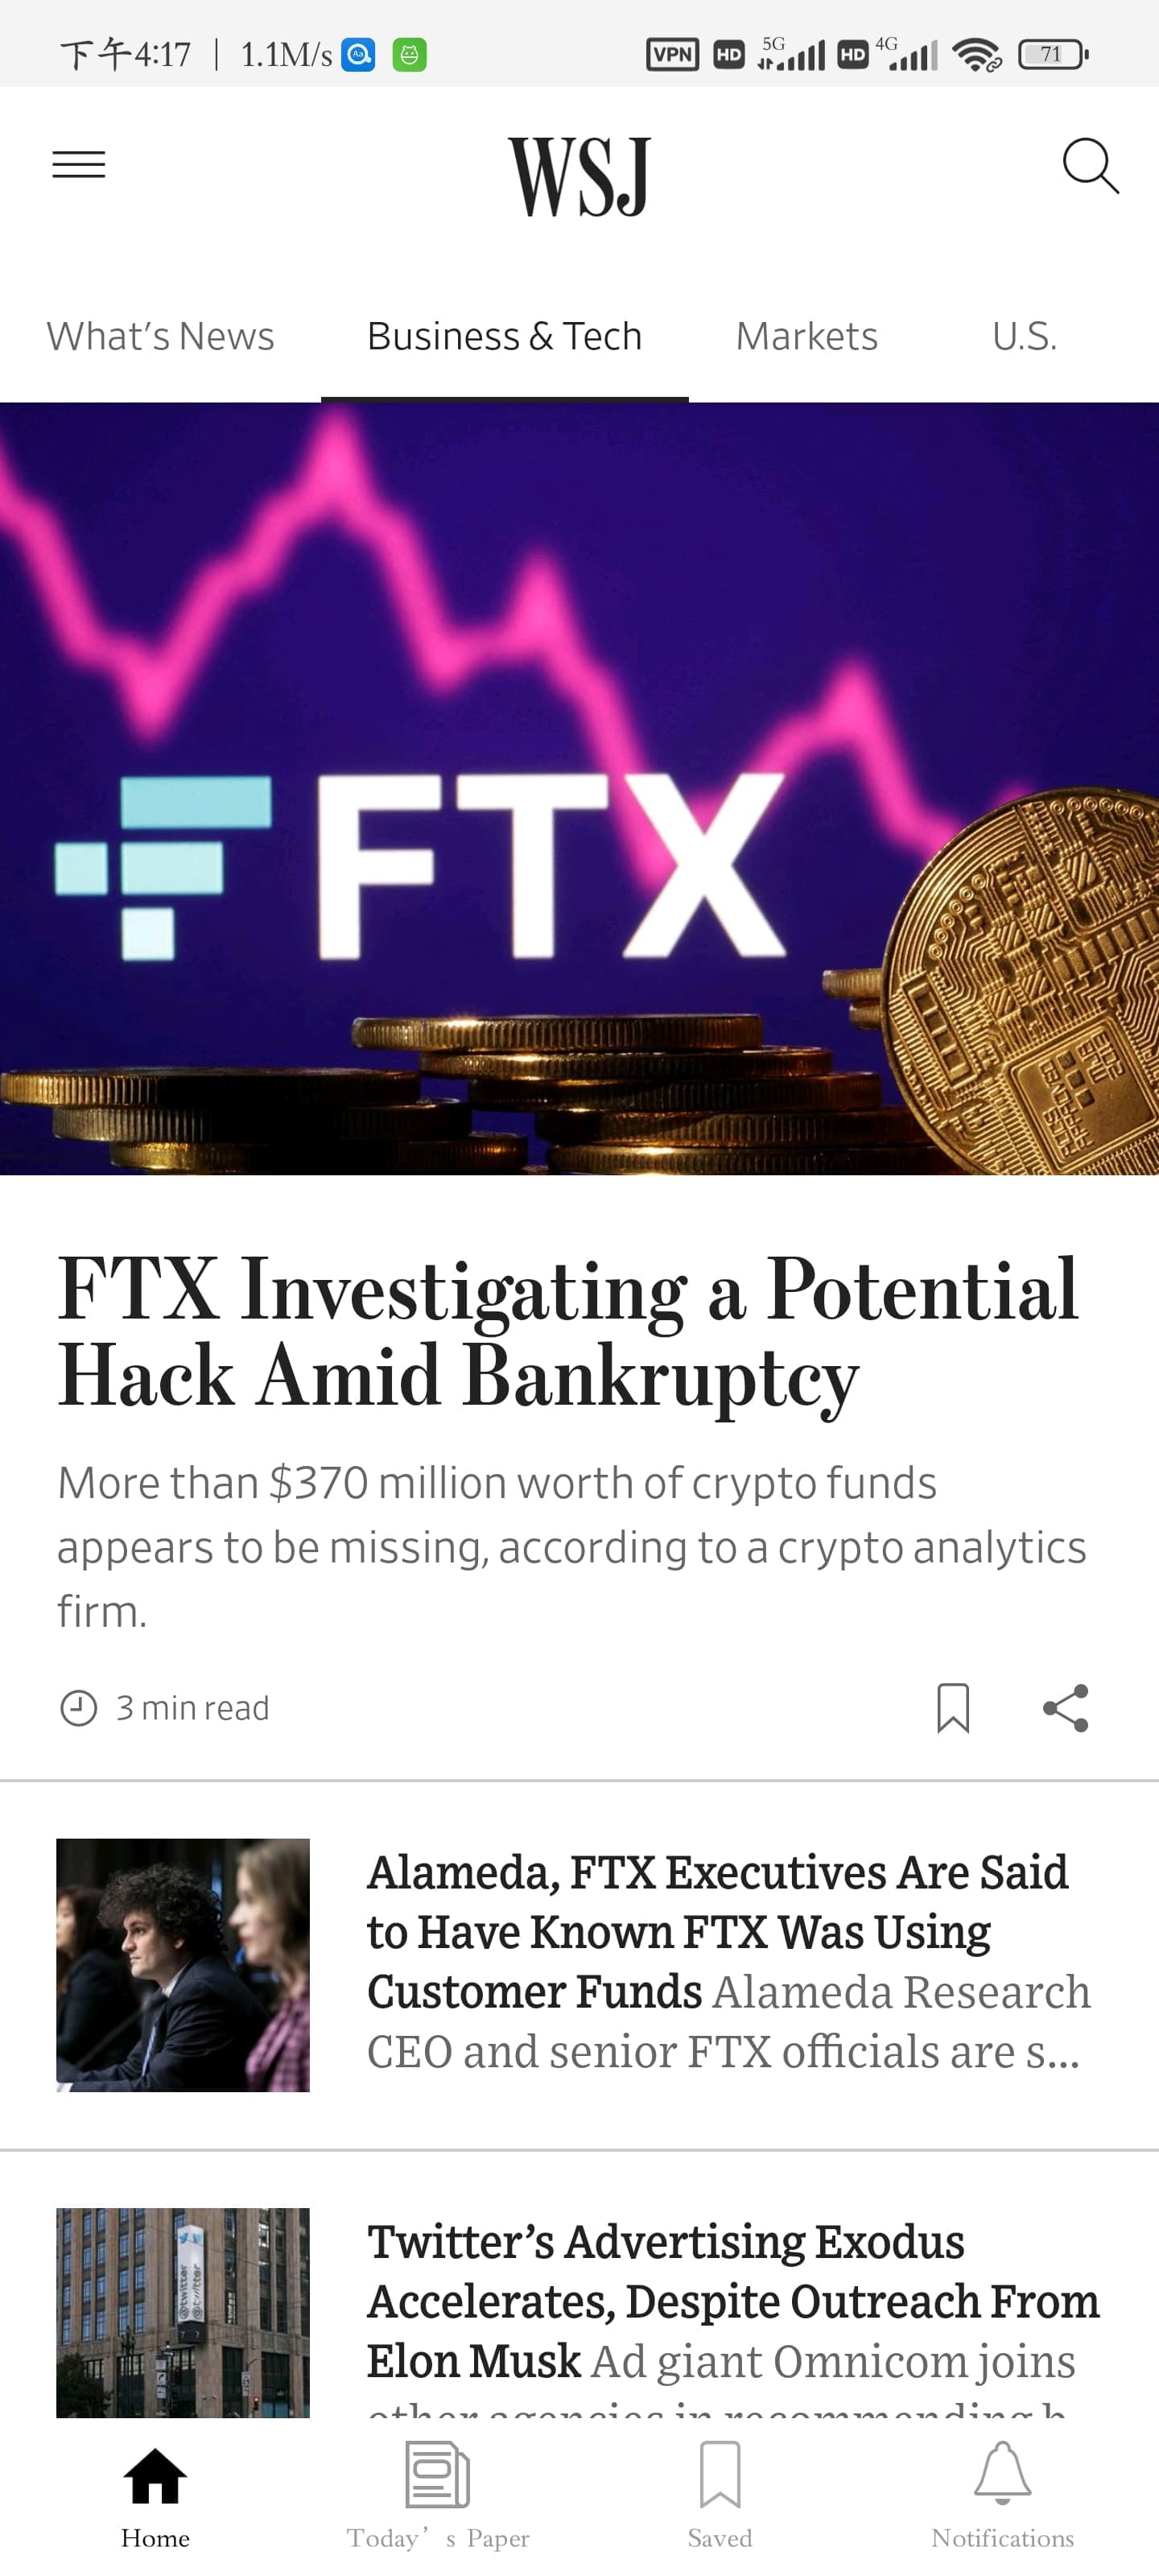 下午4:17 | 1.1M/s
VPN HD 5G HD 4G 71
WSJ
What's News Business & Tech Markets U.S.
FTX
FTX Investigating a Potential
Hack Amid Bankruptcy
More than $370 million worth of crypto funds
appears to be missing, according to a crypto analytics
firm.
3 min read
Alameda, FTX Executives Are Said
to Have Known FTX Was Using
Customer Funds Alameda Research
CEO and senior FTX officials are s...
Twitter’s Advertising Exodus
Accelerates, Despite Outreach From
Elon Musk Ad giant Omnicom joins
other agencies in recommending b
Home Today’s Paper Saved Notifications